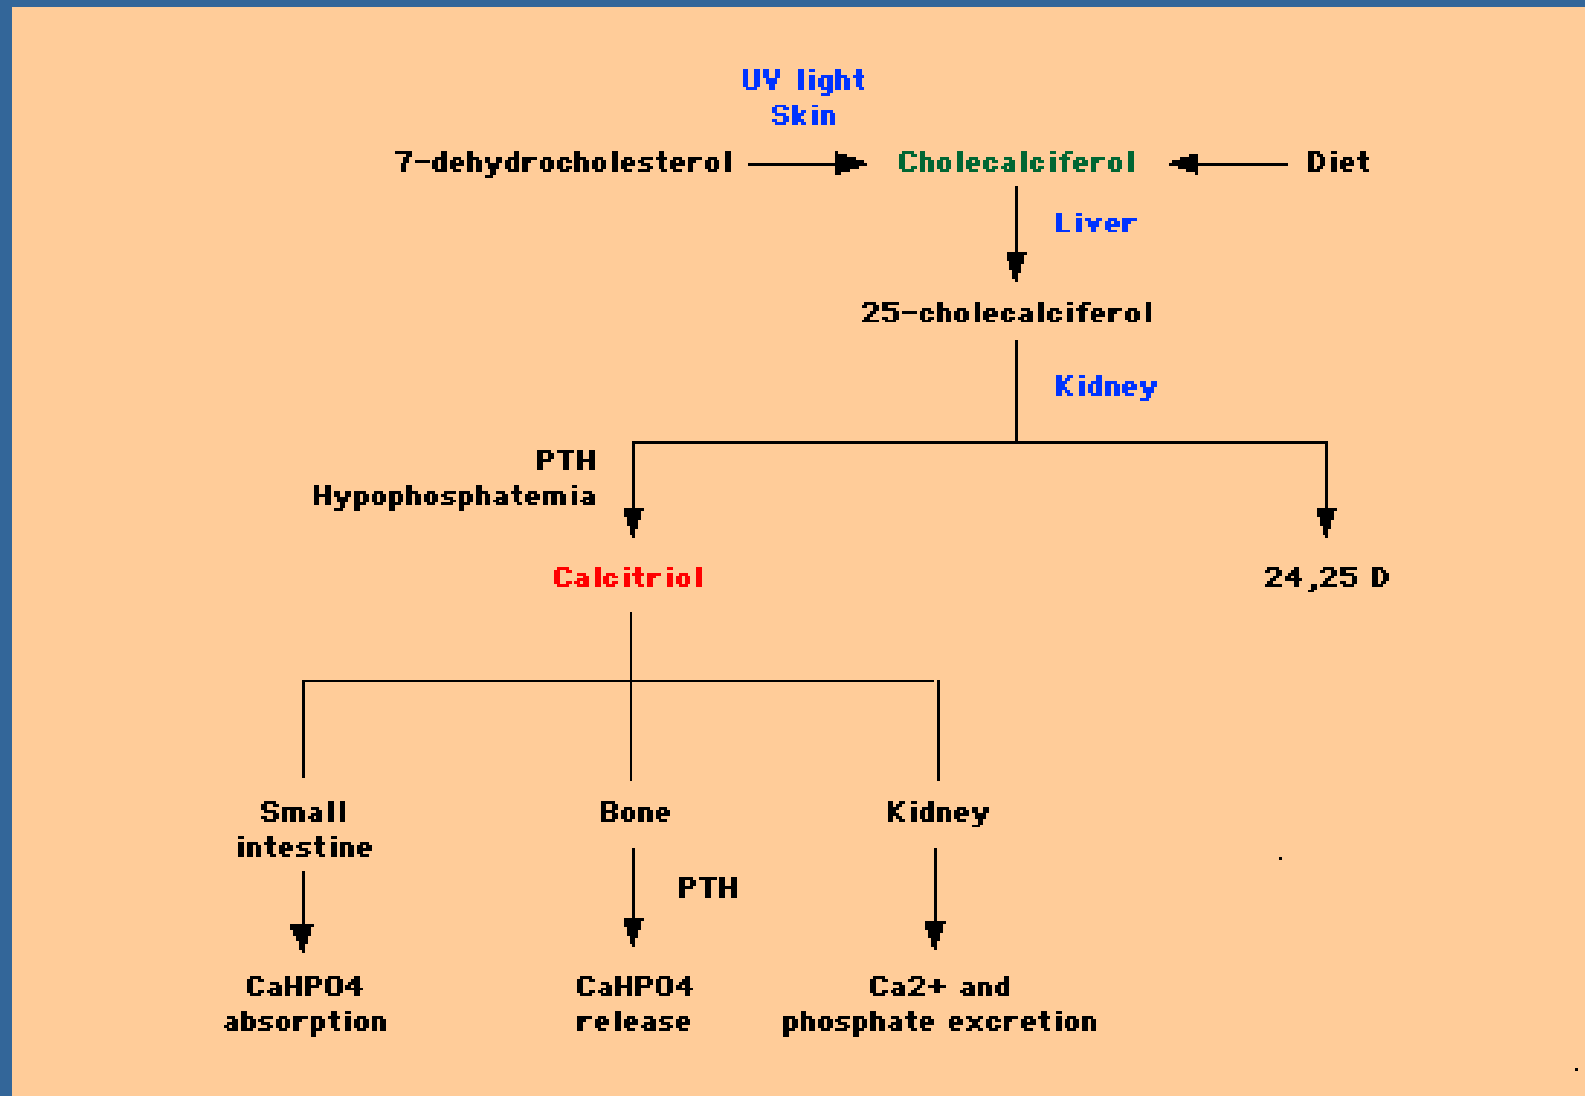 UV light
Skin
7-dehydrocholesterol
Cholecalciferol
Diet
Liver
25-cholecalciferol
Kidney
PTH
Hypophosphatemia
Calcitriol
24,25 D
Small
intestine
Bone
Kidney
PTH
CaHPO4
absorption
CaHPO4
release
Ca2+ and
phosphate excretion